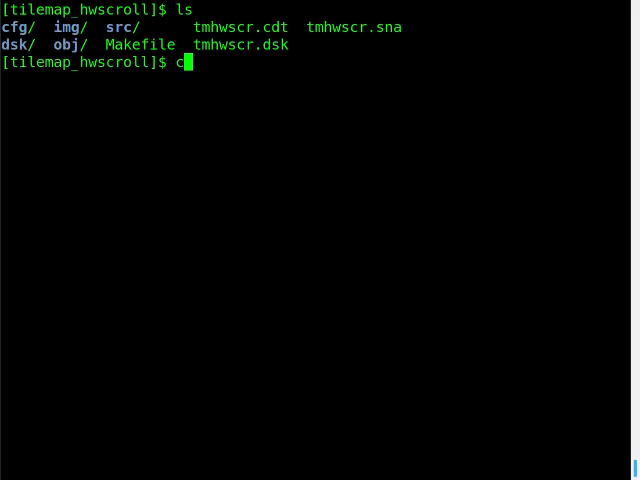 [tilemap_hwscroll]$ ls
cfg/  img/  src/      tmhwscr.cdt  tmhwscr.sna
dsk/  obj/  Makefile  tmhwscr.dsk
[tilemap_hwscroll]$ c